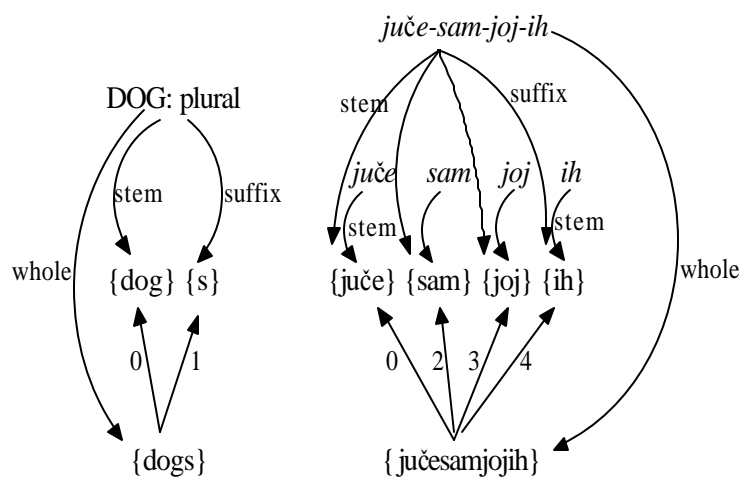 juče-sam-joj-ih
DOG: plural
stem
suffix
juče sam joj ih
stem suffix
stem stem
whole
{dog} {s}
{juče} {sam} {joj} {ih}
whole
0 1
0 2 3 4
{dogs}
{jučesamjojih}